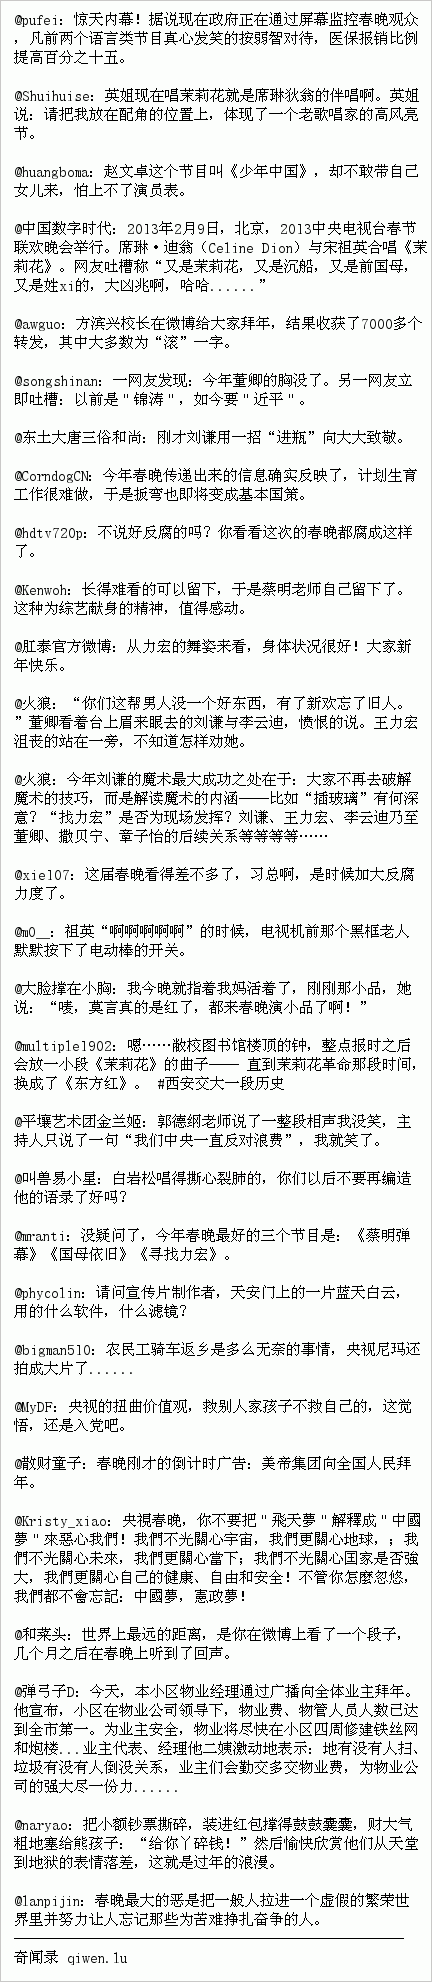 @pufei：惊天内幕！据说现在政府正在通过屏幕监控春晚观众
，凡前两个语言类节目真心发笑的按弱智对待，医保报销比例
提高百分之十五。
@Shuihuise：英姐现在唱茉莉花就是席琳狄翁的伴唱啊。英姐
说：请把我放在配角的位置上，体现了一个老歌唱家的高风亮
节。
@huangboma：赵文卓这个节目叫《少年中国》，却不敢带自己
女儿来，怕上不了演员表。
@中国数字时代：2013年2月9日，北京，2013中央电视台春节
联欢晚会举行。席琳·迪翁（Celine Dion）与宋祖英合唱《茉
莉花》。网友吐槽称“又是茉莉花，又是沉船，又是前国母，
又是姓xi的，大凶兆啊，哈哈......”
@awguo：方滨兴校长在微博给大家拜年，结果收获了7000多个
转发，其中大多数为“滚”一字。
@songshinan：一网友发现：今年董卿的胸没了。另一网友立
即吐槽：以前是＂锦涛＂，如今要＂近平＂。
@东土大唐三俗和尚：刚才刘谦用一招“进瓶”向大大致敬。
@CorndogCN：今年春晚传递出来的信息确实反映了，计划生育
工作很难做，于是扳弯也即将变成基本国策。
@hdtv720p：不说好反腐的吗？你看看这次的春晚都腐成这样
了。
@Kenwoh：长得难看的可以留下，于是蔡明老师自己留下了。
这种为综艺献身的精神，值得感动。
@肛泰官方微博：从力宏的舞姿来看，身体状况很好！大家新
年快乐。
@火狼：“你们这帮男人没一个好东西，有了新欢忘了旧人。
”董卿看着台上眉来眼去的刘谦与李云迪，愤恨的说。王力宏
沮丧的站在一旁，不知道怎样劝她。
@火狼：今年刘谦的魔术最大成功之处在于：大家不再去破解
魔术的技巧，而是解读魔术的内涵——比如“插玻璃”有何深
意？“找力宏”是否为现场发挥？刘谦、王力宏、李云迪乃至
董卿、撒贝宁、章子怡的后续关系等等等等……
@xie107：这届春晚看得差不多了，习总啊，是时候加大反腐
力度了。
@m0__：祖英“啊啊啊啊啊”的时候，电视机前那个黑框老人
默默按下了电动棒的开关。
@大脸撑在小胸：我今晚就指着我妈活着了，刚刚那小品，她
说：“唛，莫言真的是红了，都来春晚演小品了啊！”
@multiple1902：嗯……敝校图书馆楼顶的钟，整点报时之后
会放一小段《茉莉花》的曲子—— 直到茉莉花革命那段时间，
换成了《东方红》。 #西安交大一段历史
@平壤艺术团金兰姬：郭德纲老师说了一整段相声我没笑，主
持人只说了一句“我们中央一直反对浪费”，我就笑了。
@叫兽易小星：白岩松唱得撕心裂肺的，你们以后不要再编造
他的语录了好吗？
@mranti：没疑问了，今年春晚最好的三个节目是：《蔡明弹
幕》《国母依旧》《寻找力宏》。
@phycolin：请问宣传片制作者，天安门上的一片蓝天白云，
用的什么软件，什么滤镜？
@bigman510：农民工骑车返乡是多么无奈的事情，央视尼玛还
拍成大片了......
@MyDF：央视的扭曲价值观，救别人家孩子不救自己的，这觉
悟，还是入党吧。
@散财童子：春晚刚才的倒计时广告：美帝集团向全国人民拜
年。
@Kristy_xiao：央視春晚，你不要把＂飛天夢＂解釋成＂中國
夢＂來惡心我們！我們不光關心宇宙，我們更關心地球，；我
們不光關心未來，我們更關心當下；我們不光關心国家是否強
大，我們更關心自己的健康、自由和安全！不管你怎麼忽悠，
我們都不會忘記：中國夢，憲政夢！
@和菜头：世界上最远的距离，是你在微博上看了一个段子，
几个月之后在春晚上听到了回声。
@弹弓子D：今天，本小区物业经理通过广播向全体业主拜年。
他宣布，小区在物业公司领导下，物业费、物管人员人数已达
到全市第一。为业主安全，物业将尽快在小区四周修建铁丝网
和炮楼...业主代表、经理他二姨激动地表示：地有没有人扫、
垃圾有没有人倒没关系，业主们会勤交多交物业费，为物业公
司的强大尽一份力......
@naryao：把小额钞票撕碎，装进红包撑得鼓鼓囊囊，财大气
粗地塞给熊孩子：“给你丫碎钱！”然后愉快欣赏他们从天堂
到地狱的表情落差，这就是过年的浪漫。
@lanpijin：春晚最大的恶是把一般人拉进一个虚假的繁荣世
界里并努力让人忘记那些为苦难挣扎奋争的人。
奇闻录 qiwen.lu